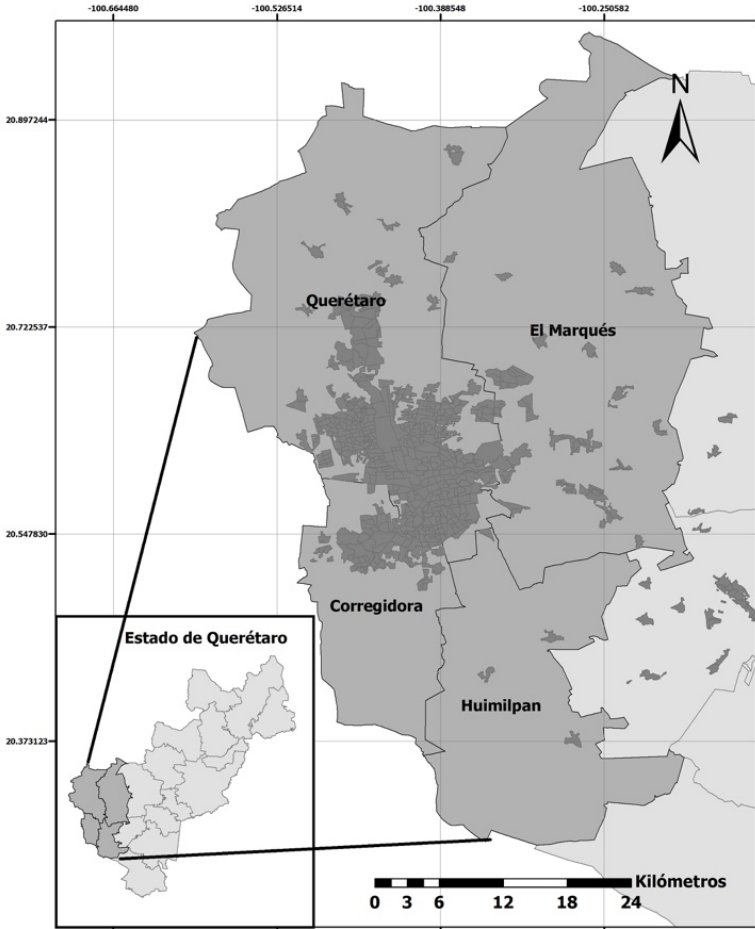 -100.664480 -100.526514 -100.388548 -100.250582
N
20.897244
Querétaro
20.722537
El Marqués
20.547830
Corregidora
Estado de Querétaro
Huimilpan
20.373123
Kilómetros
0 3 6 12 18 24